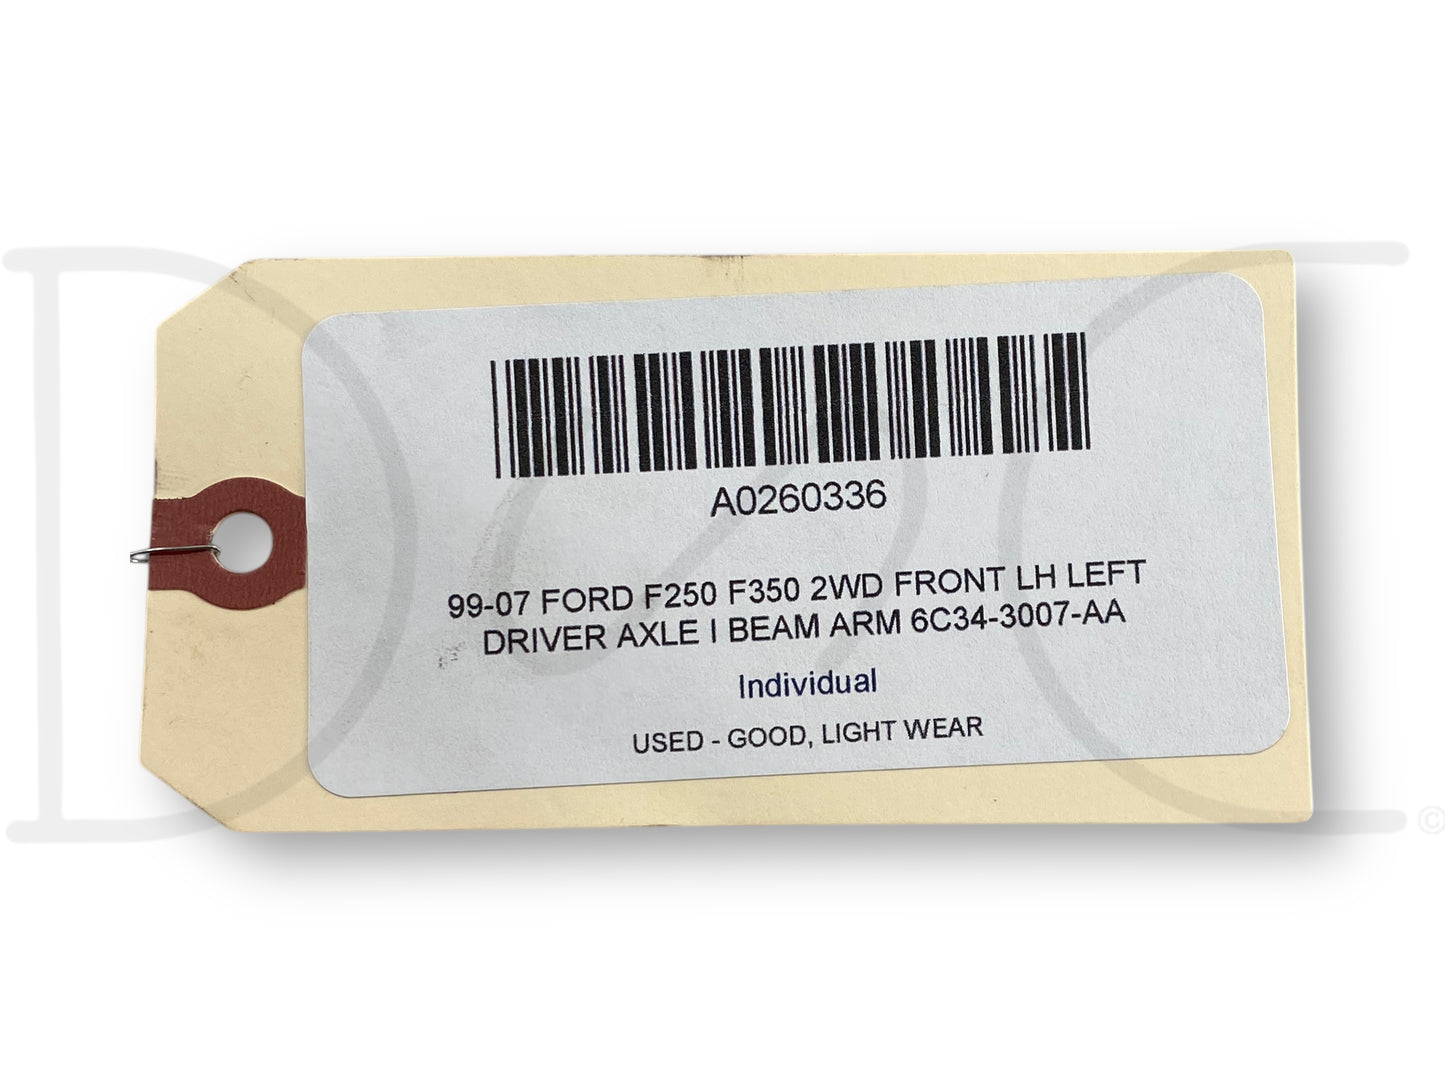 A0260336
99-07 FORD F250 F350 2WD FRONT LH LEFT
DRIVER AXLE I BEAM ARM 6C34-3007-AA
Individual
USED - GOOD, LIGHT WEAR
©